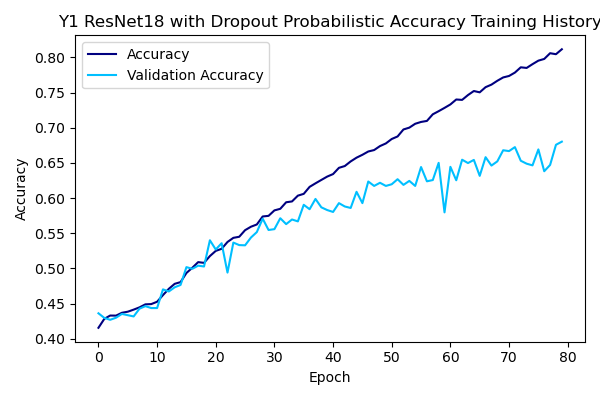 Y1 ResNet18 with Dropout Probabilistic Accuracy Training History
Accuracy
Validation Accuracy
Accuracy
0.80
0.75
0.70
0.65
0.60
0.55
0.50
0.45
0.40
0 10 20 30 40 50 60 70 80
Epoch